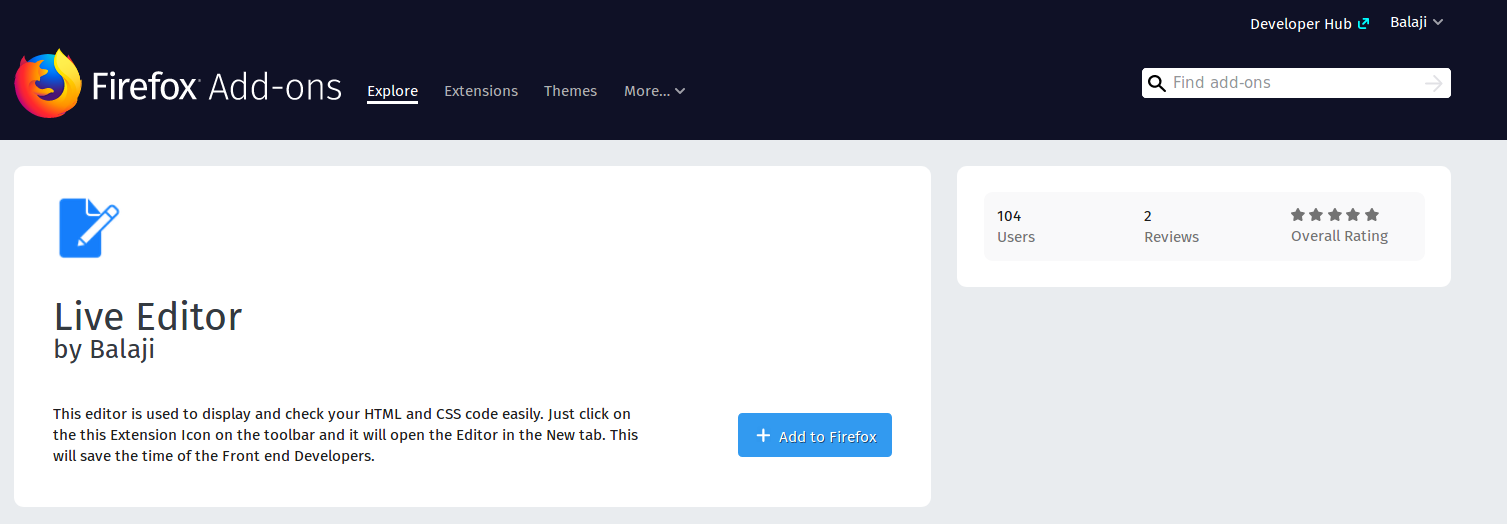 Developer Hub Balaji
Firefox Add-ons Explore Extensions Themes More... Find add-ons
104 2
Users Reviews Overall Rating
Live Editor
by Balaji
This editor is used to display and check your HTML and CSS code easily. Just click on
the this Extension Icon on the toolbar and it will open the Editor in the New tab. This
will save the time of the Front end Developers.
Add to Firefox